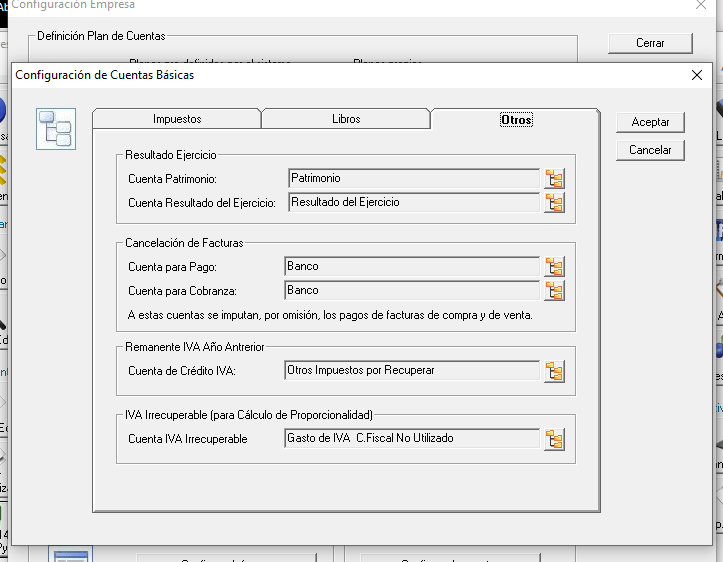 Configuración Empresa
Definición Plan de Cuentas
Cerrar
Configuración de Cuentas Básicas
Impuestos
Libros
Otros
Aceptar
Cancelar
Resultado Ejercicio
Cuenta Patrimonio:
Patrimonio
Cuenta Resultado del Ejercicio:
Resultado del Ejercicio
Cancelación de Facturas
Cuenta para Pago:
Banco
Cuenta para Cobranza:
Banco
A estas cuentas se imputan, por omisión, los pagos de facturas de compra y de venta.
Remanente IVA Año Antrerior
Cuenta de Crédito IVA:
Otros Impuestos por Recuperar
IVA Irrecuperable (para Cálculo de Proporcionalidad)
Cuenta IVA Irrecuperable
Gasto de IVA C.Fiscal No Utilizado